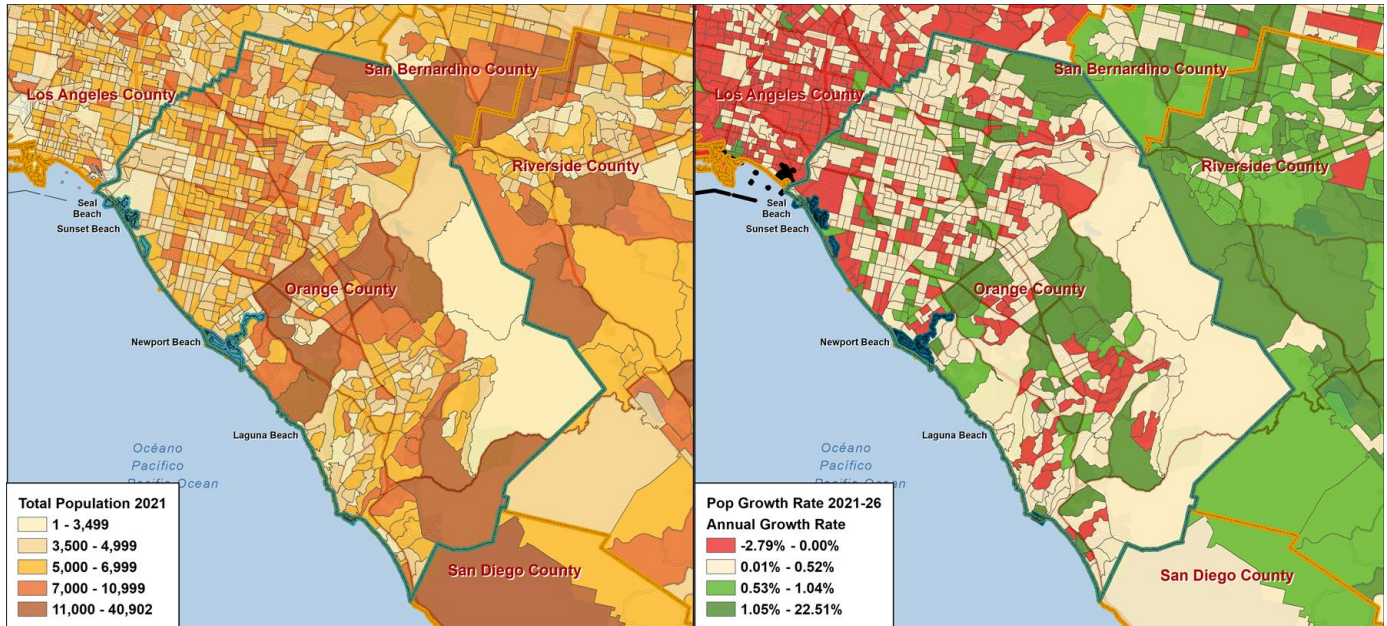 San Bernardino County
Los Angeles County
Riverside County
Seal
Beach
Sunset Beach
Orange County
Newport Beach
Laguna Beach
Océano
Pacífico
Pacific Ocean
San Diego County
Total Population 2021
1 - 3,499
3,500 - 4,999
5,000 - 6,999
7,000 - 10,999
11,000 - 40,902
San Bernardino County
Los Angeles County
Riverside County
Seal
Beach
Sunset Beach
Orange County
Newport Beach
Laguna Beach
Océano
Pacífico
Pacific Ocean
San Diego County
Pop Growth Rate 2021-26
Annual Growth Rate
-2.79% - 0.00%
0.01% - 0.52%
0.53% - 1.04%
1.05% - 22.51%